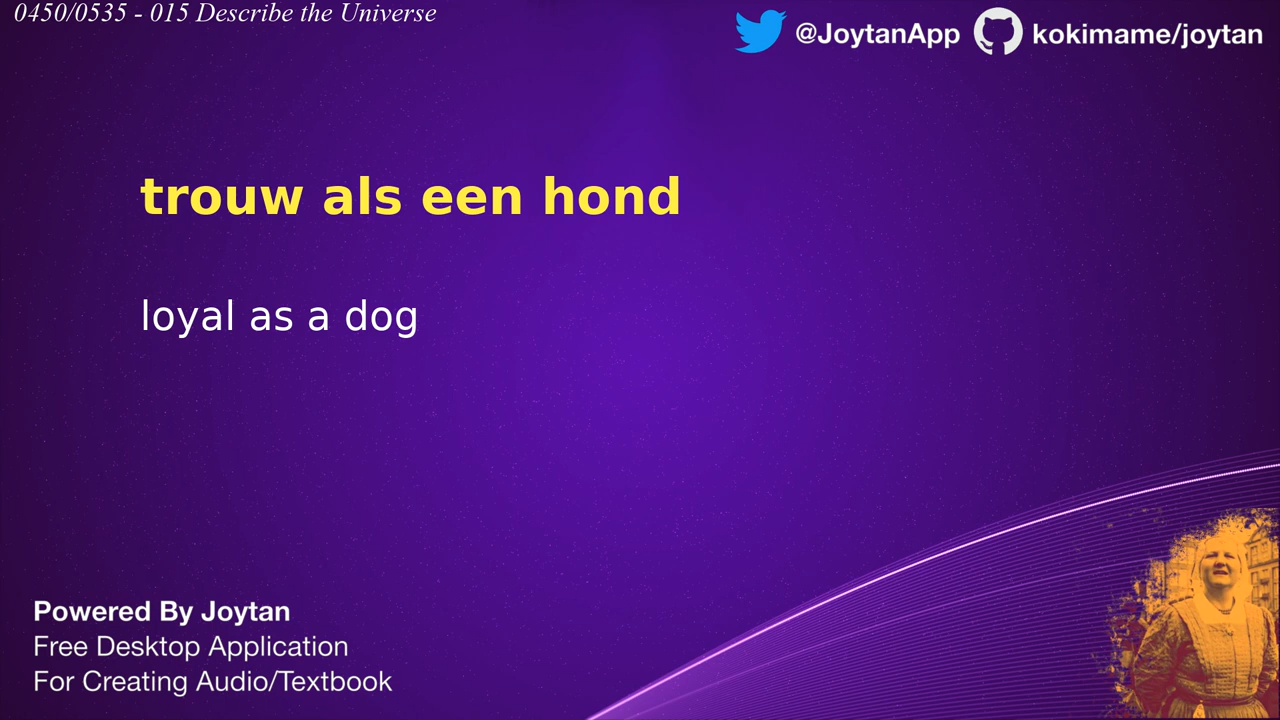 0450/0535 - 015 Describe the Universe
@JoytanApp kokimame/joytan
trouw als een hond
loyal as a dog
Powered By Joytan
Free Desktop Application
For Creating Audio/Textbook